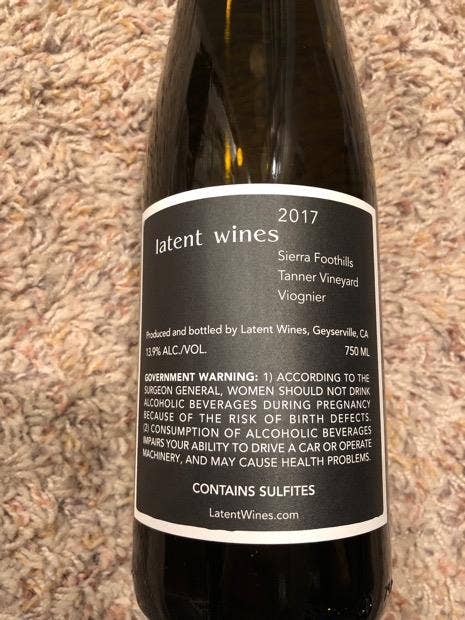 2017
latent wines
Sierra Foothills
Tanner Vineyard
Viognier
Produced and bottled by Latent Wines, Geyserville, CA
13.9% ALC./VOL. 750 ML
GOVERNMENT WARNING: 1) ACCORDING TO THE
SURGEON GENERAL, WOMEN SHOULD NOT DRINK
ALCOHOLIC BEVERAGES DURING PREGNANCY
BECAUSE OF THE RISK OF BIRTH DEFECTS.
(2) CONSUMPTION OF ALCOHOLIC BEVERAGES
IMPAIRS YOUR ABILITY TO DRIVE A CAR OR OPERATE
MACHINERY, AND MAY CAUSE HEALTH PROBLEMS.
CONTAINS SULFITES
LatentWines.com